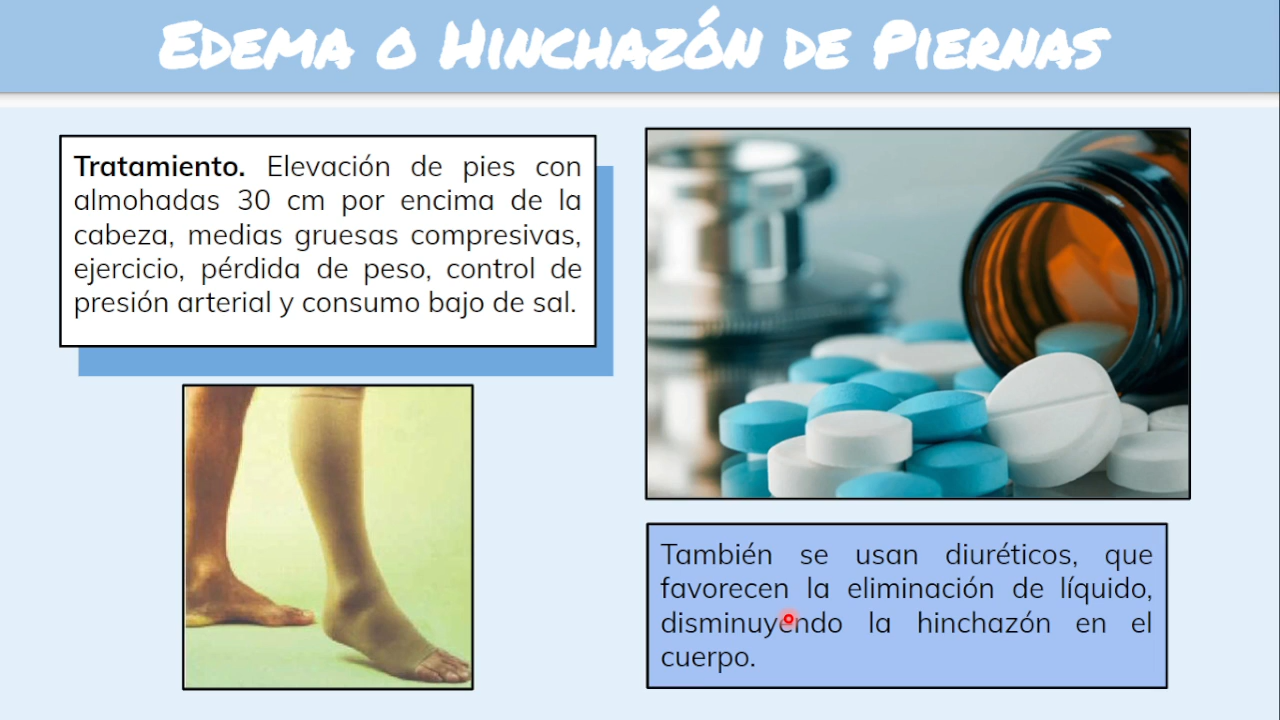 Edema o Hinchazón de Piernas
Tratamiento. Elevación de pies con
almohadas 30 cm por encima de la
cabeza, medias gruesas compresivas,
ejercicio, pérdida de peso, control de
presión arterial y consumo bajo de sal.
También se usan diuréticos, que
favorecen la eliminación de líquido,
disminuyendo la hinchazón en el
cuerpo.